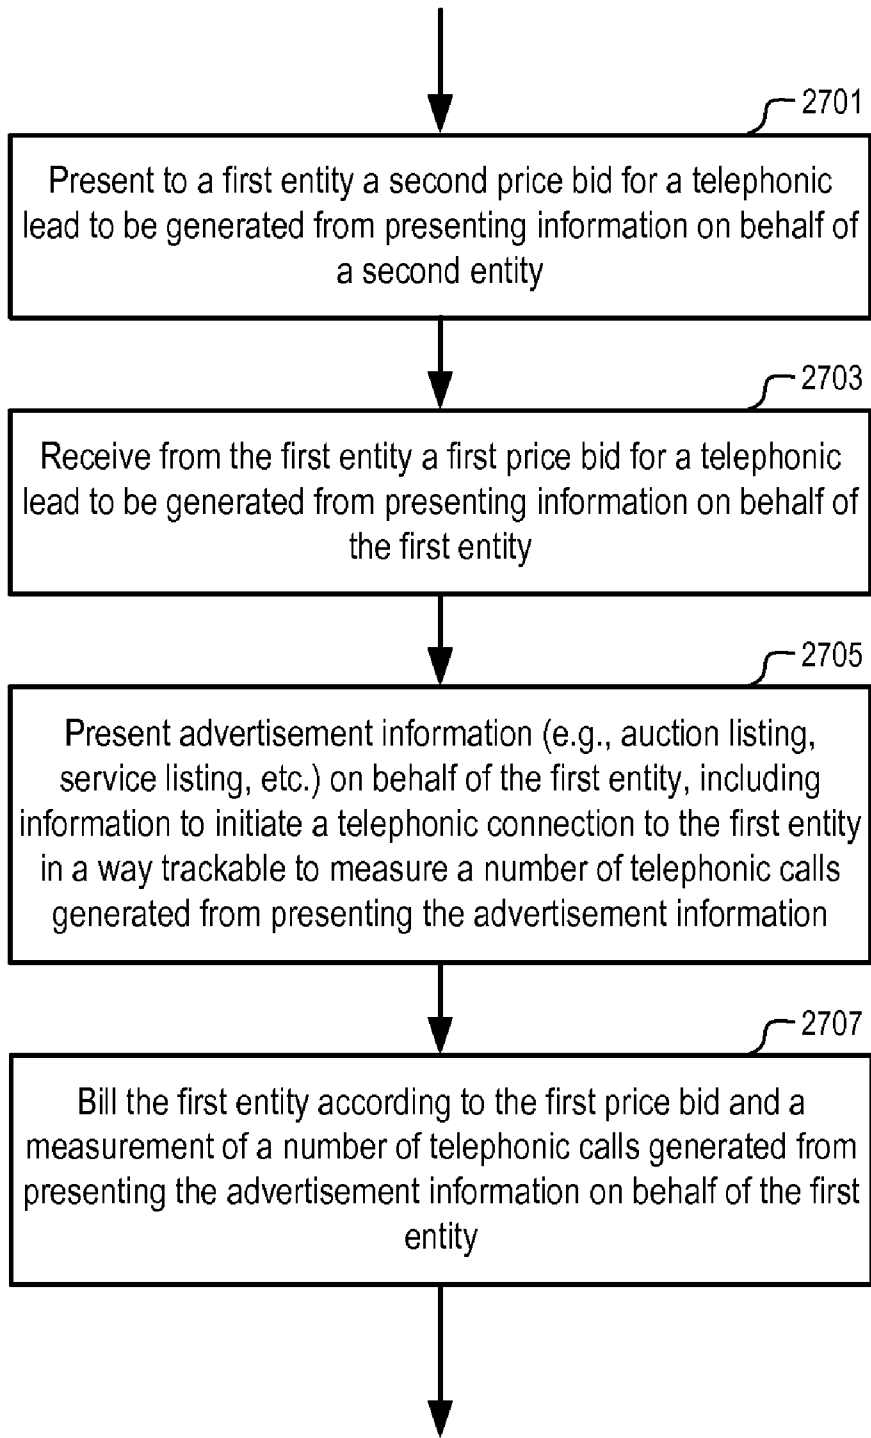 2701
Present to a first entity a second price bid for a telephonic
lead to be generated from presenting information on behalf of
a second entity
2703
Receive from the first entity a first price bid for a telephonic
lead to be generated from presenting information on behalf of
the first entity
2705
Present advertisement information (e.g., auction listing,
service listing, etc.) on behalf of the first entity, including
information to initiate a telephonic connection to the first entity
in a way trackable to measure a number of telephonic calls
generated from presenting the advertisement information
2707
Bill the first entity according to the first price bid and a
measurement of a number of telephonic calls generated from
presenting the advertisement information on behalf of the first
entity